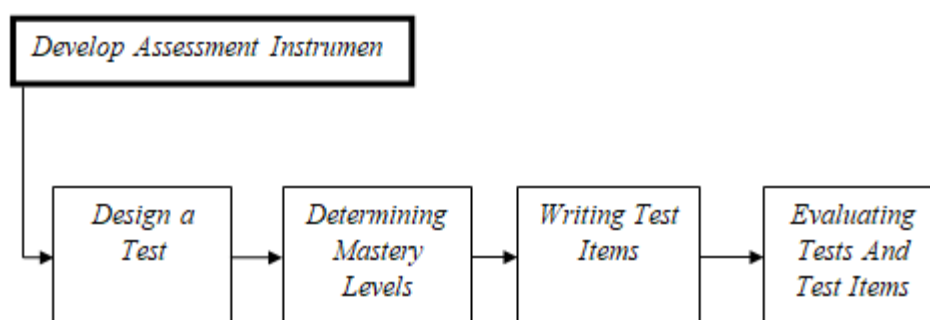 Develop Assessment Instrumen
Design a
Test
Determining
Mastery
Levels
Writing Test
Items
Evaluating
Tests And
Test Items